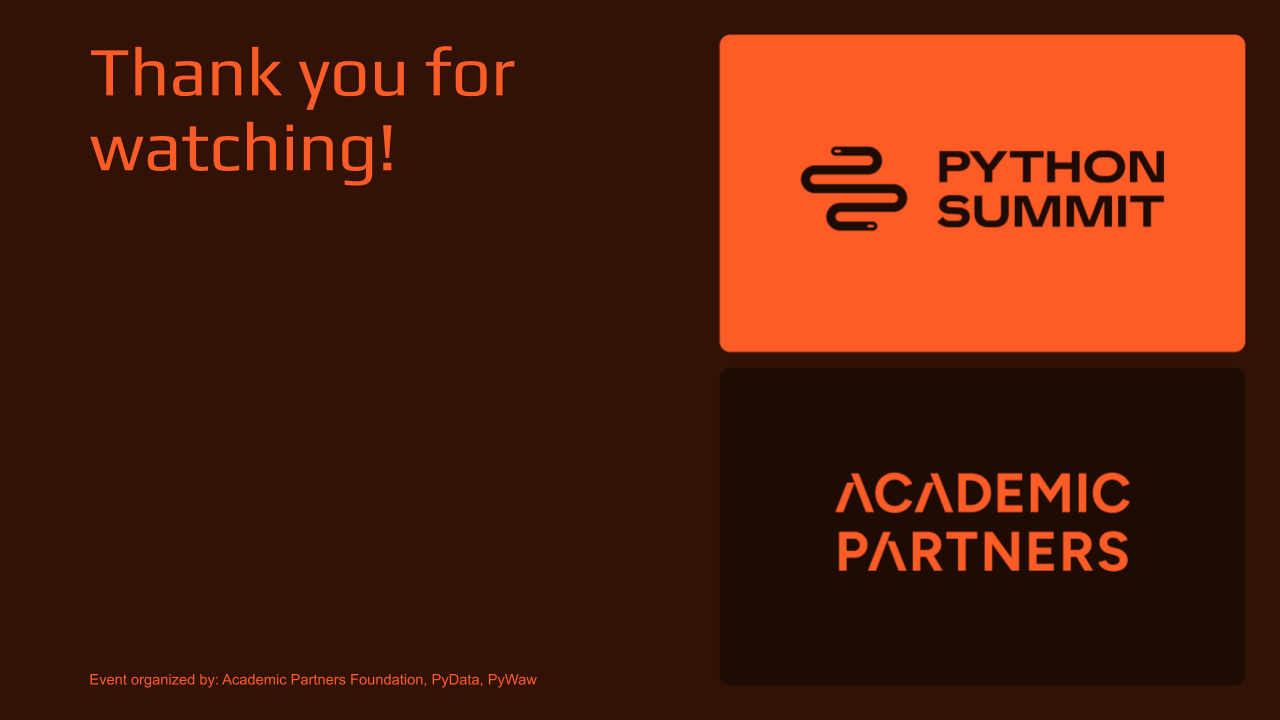 Thank you for
watching!
PYTHON
SUMMIT
ACADEMIC
PARTNERS
Event organized by: Academic Partners Foundation, PyData, PyWaw